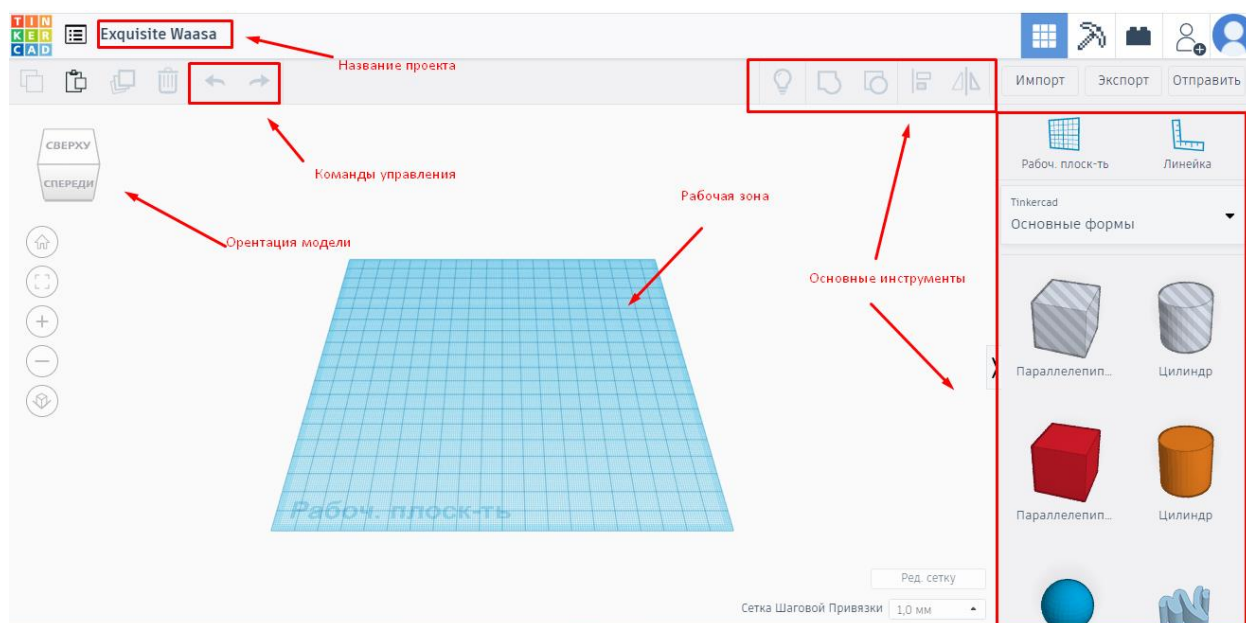 TIN
KER
CAD
Exquisite Waasa
Название проекта
Импорт
Экспорт
Отправить
СВЕРХУ
СПЕРЕДИ
Команды управления
Рабочая зона
Орентация модели
Основные инструменты
Рабоч. плоск-ть
Линейка
Tinkercad
Основные формы
Параллелепип...
Цилиндр
Параллелепип...
Цилиндр
Рабоч. плоск-ть
Ред. сетку
Сетка Шаговой Привязки
1,0 мм